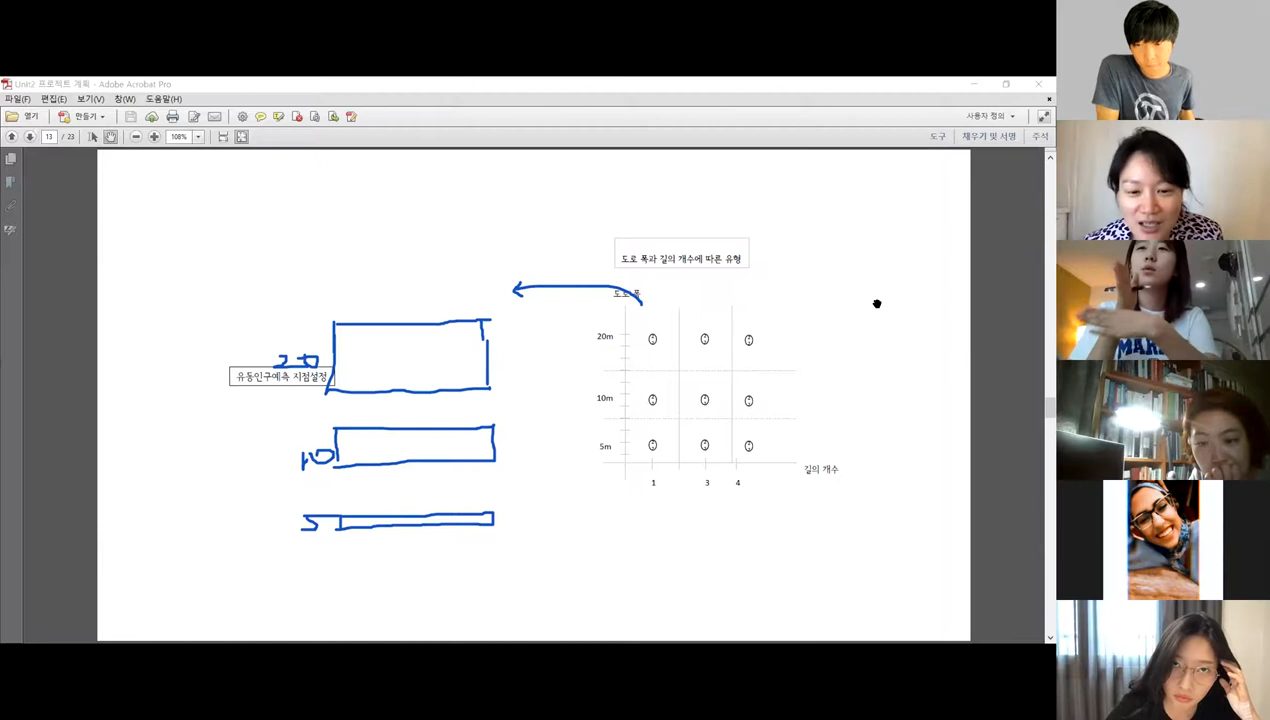 Unit2 프로젝트 계획 - Adobe Acrobat Pro
파일(F) 편집(E) 보기(V) 창(W) 도움말(H)
열기 만들기 사용자 정의
13 / 23 108% 도구 채우기 및 서명 주석
도로 폭과 길의 개수에 따른 유형
도로 폭
20m
20
유동인구예측 지점설정
10m
10
5m
길의 개수
1 3 4
5